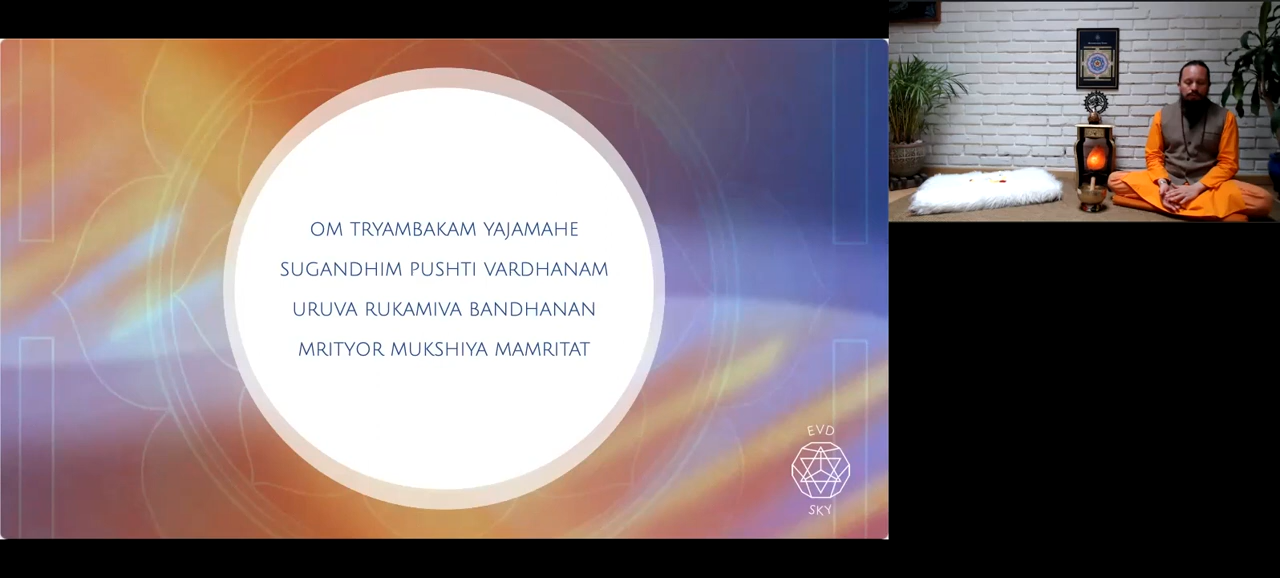 OM TRYAMBAKAM YAJAMAHE
SUGANDHIM PUSHTI VARDHANAM
URUVA RUKAMIVA BANDHANAN
MRITYOR MUKSHIYA MAMRITAT
EVD
SKY